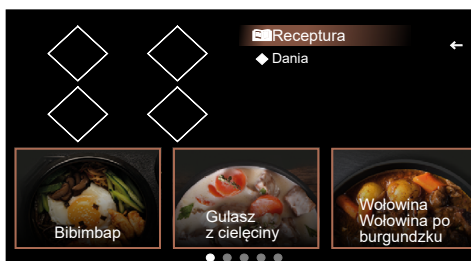 Receptura
Dania
Bibimbap
Gulasz
z cielęciny
Wołowina
Wołowina po
burgundzku